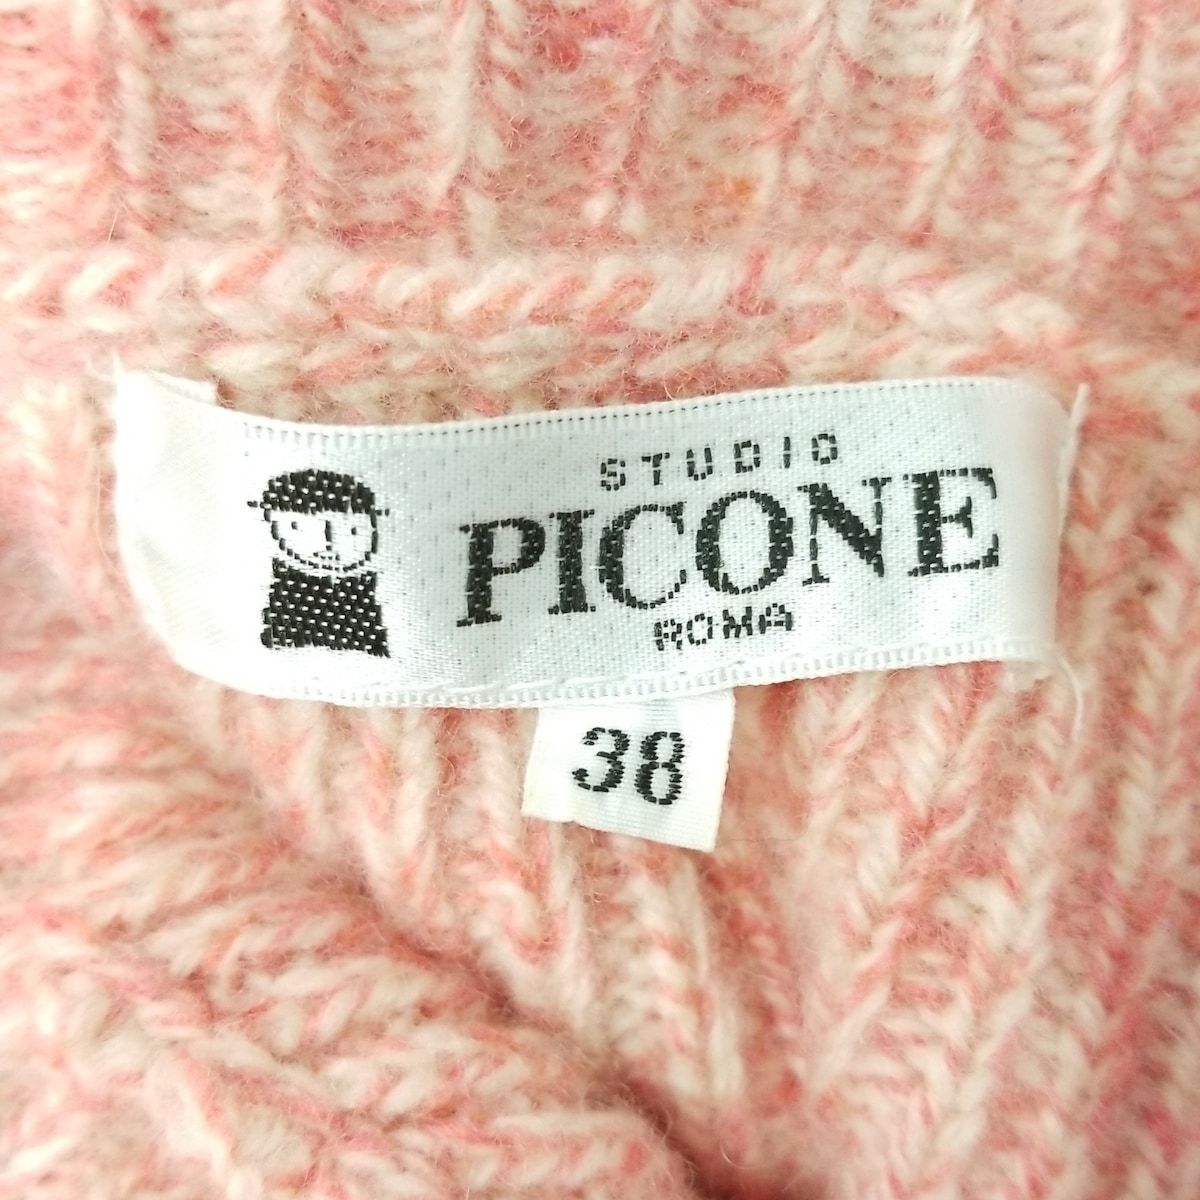 STUDIO
PICONE
ROMA
38